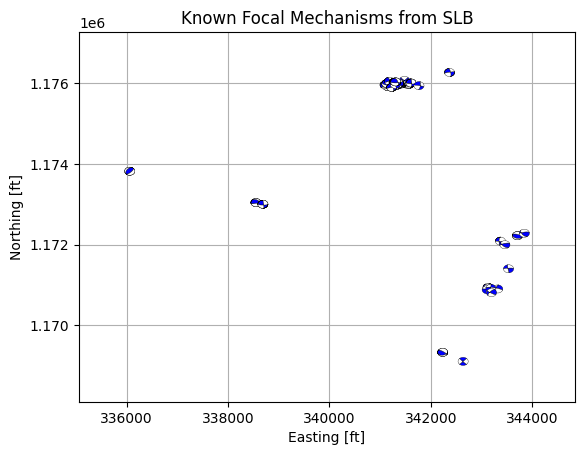 Known Focal Mechanisms from SLB
1e6
1.176
1.174
1.172
1.170
Northing [ft]
336000 338000 340000 342000 344000
Easting [ft]